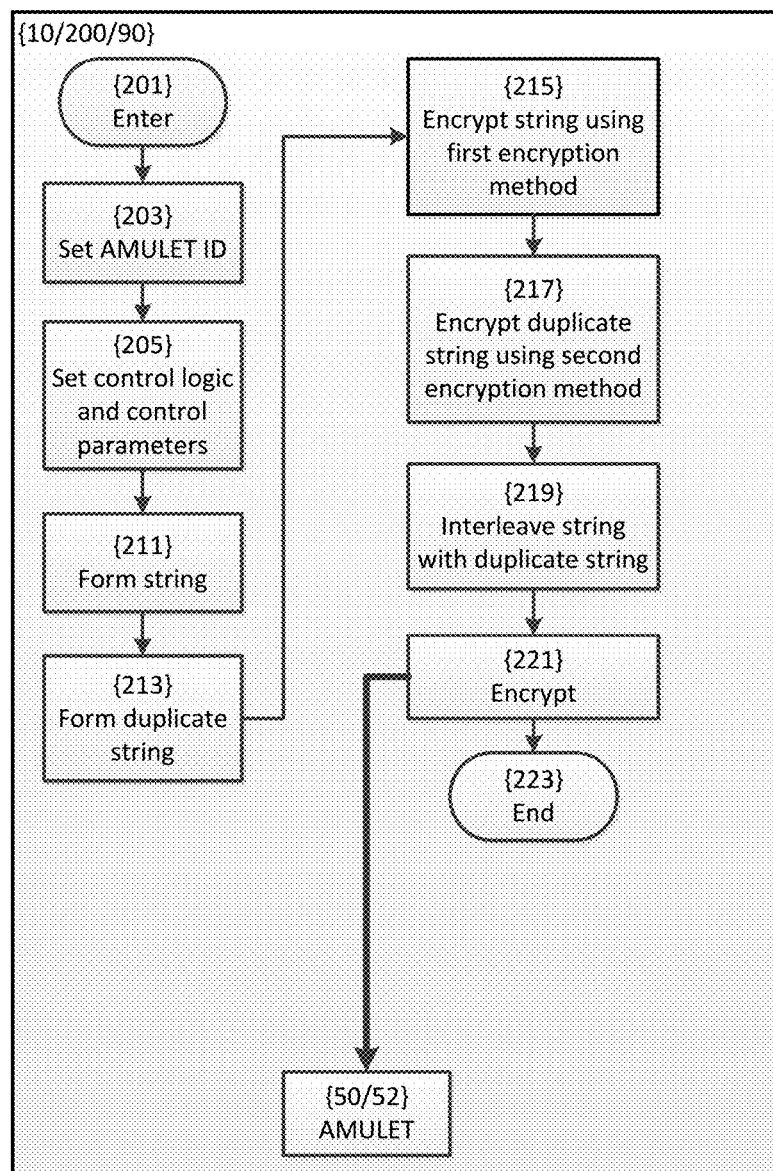 {10/200/90}
{201}
Enter
{203}
Set AMULET ID
{205}
Set control logic
and control
parameters
{211}
Form string
{213}
Form duplicate
string
{215}
Encrypt string using
first encryption
method
{217}
Encrypt duplicate
string using second
encryption method
{219}
Interleave string
with duplicate string
{221}
Encrypt
{223}
End
{50/52}
AMULET